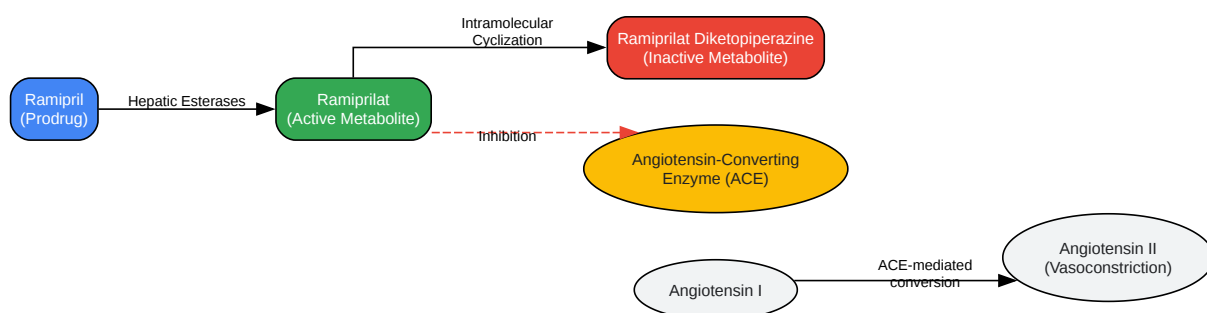 Ramipril
(Prodrug)
Hepatic Esterases
Ramiprilat
(Active Metabolite)
Intramolecular
Cyclization
Ramiprilat Diketopiperazine
(Inactive Metabolite)
Inhibition
Angiotensin-Converting
Enzyme (ACE)
Angiotensin I
ACE-mediated
conversion
Angiotensin II
(Vasoconstriction)